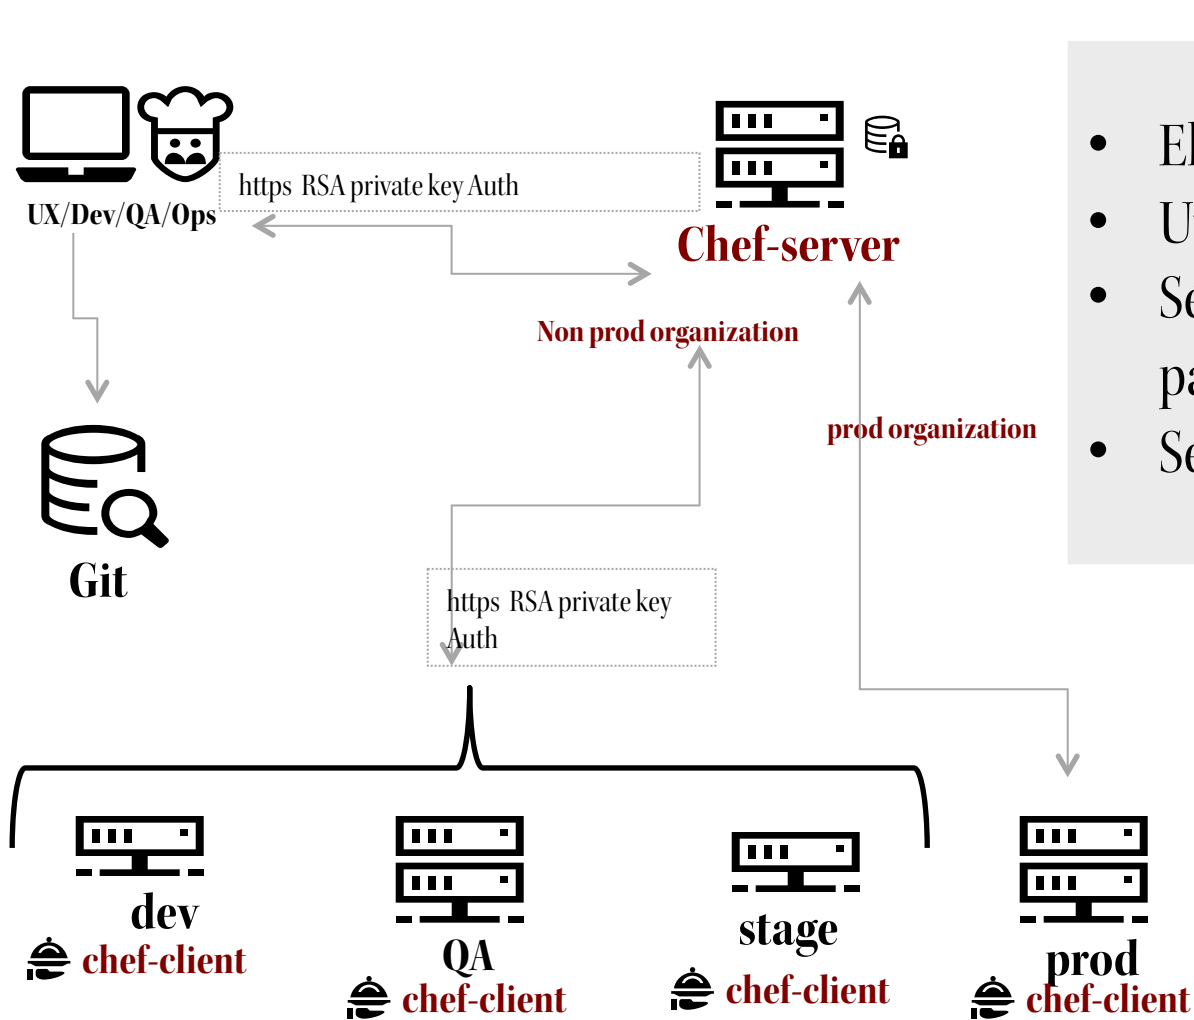 https RSA private key Auth
UX/Dev/QA/Ops
Chef-server
Non prod organization
prod organization
Git
https RSA private key
Auth
dev
chef-client
QA
chef-client
stage
chef-client
prod
chef-client